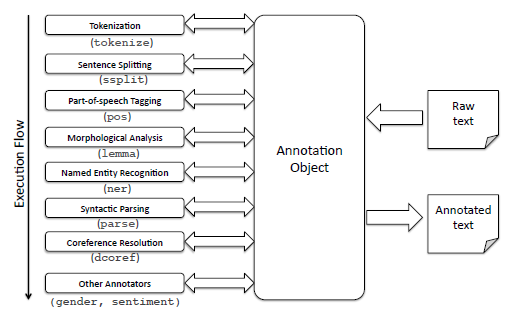 Execution Flow
Tokenization
(tokenize)
Sentence Splitting
(ssplit)
Part-of-speech Tagging
(pos)
Morphological Analysis
(lemma)
Named Entity Recognition
(ner)
Syntactic Parsing
(parse)
Coreference Resolution
(dcoref)
Other Annotators
(gender, sentiment)
Annotation
Object
Raw
text
Annotated
text